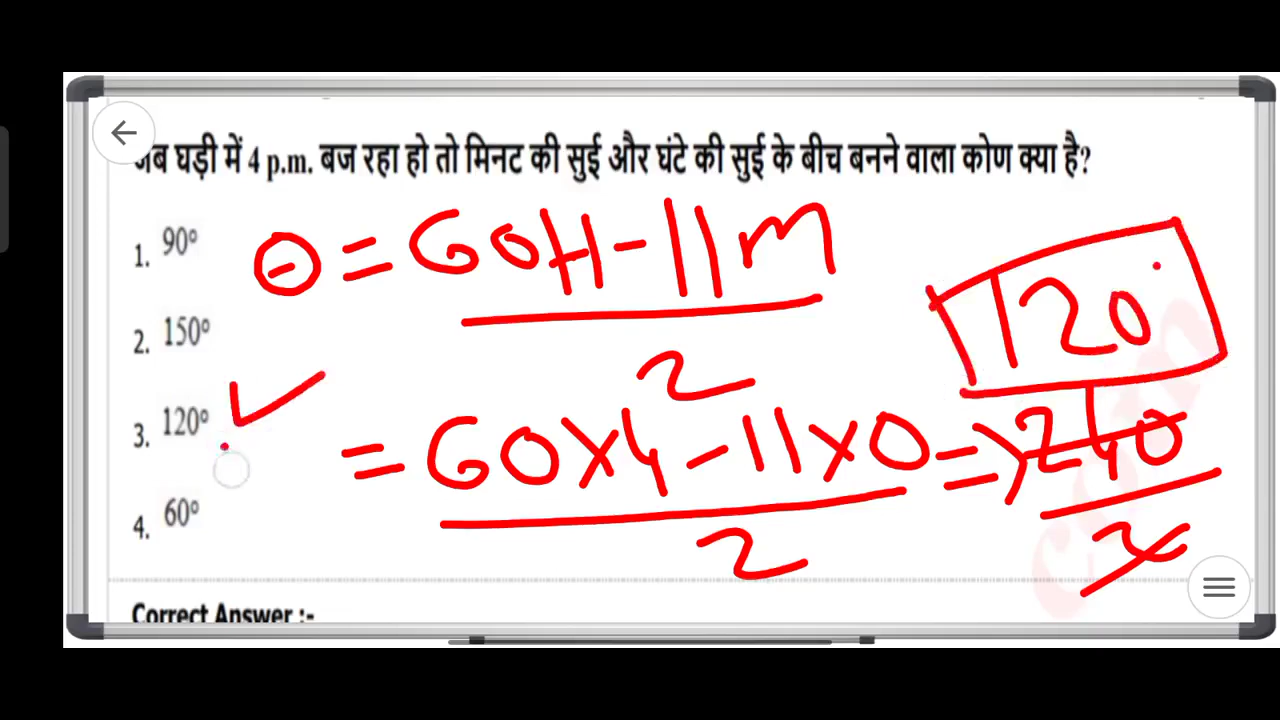 जब घड़ी में 4 p.m. बज रहा हो तो मिनट की सुई और घंटे की सुई के बीच बनने वाला कोण क्या है?
1. 90°
θ = 60H - 11m
2
2. 150°
120°
3. 120°
= 60×4 - 11×0 => 240
2 2
4. 60°
Correct Answer :-